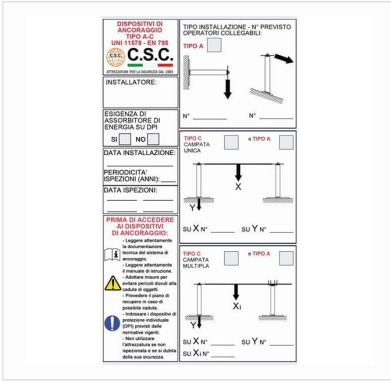 DISPOSITIVI DI
ANCORAGGIO
TIPO A-C
UNI 11578 - EN 795
C.S.C.
C.S.C.
ATTREZZATURE PER LA SICUREZZA DAL 1983
INSTALLATORE:
ESIGENZA DI
ASSORBITORE DI
ENERGIA SU DPI
SI NO
DATA INSTALLAZIONE:
PERIODICITA'
ISPEZIONI (ANNI):
DATA ISPEZIONI:
PRIMA DI ACCEDERE
AI DISPOSITIVI
DI ANCORAGGIO:
- Leggere attentamente
la documentazione
tecnica del sistema di
ancoraggio.
- Leggere attentamente
il manuale di istruzione.
- Adottare misure per
evitare pericoli dovuti alla
caduta di oggetti.
- Prevedere il piano di
recupero in caso di
possibile caduta.
- Indossare i dispositivi di
protezione individuale
(DPI) previsti dalle
normative vigenti.
- Non utilizzare
l'attrezzatura se non
ispezionata e se si dubita
della sua sicurezza.
TIPO INSTALLAZIONE - N° PREVISTO
OPERATORI COLLEGABILI:
TIPO A
N° N°
TIPO C e TIPO A
CAMPATA
UNICA
X
Y
SU X N° SU Y N°
TIPO C e TIPO A
CAMPATA
MULTIPLA
Xi
Y
SU X N° SU Y N°
SU Xi N°